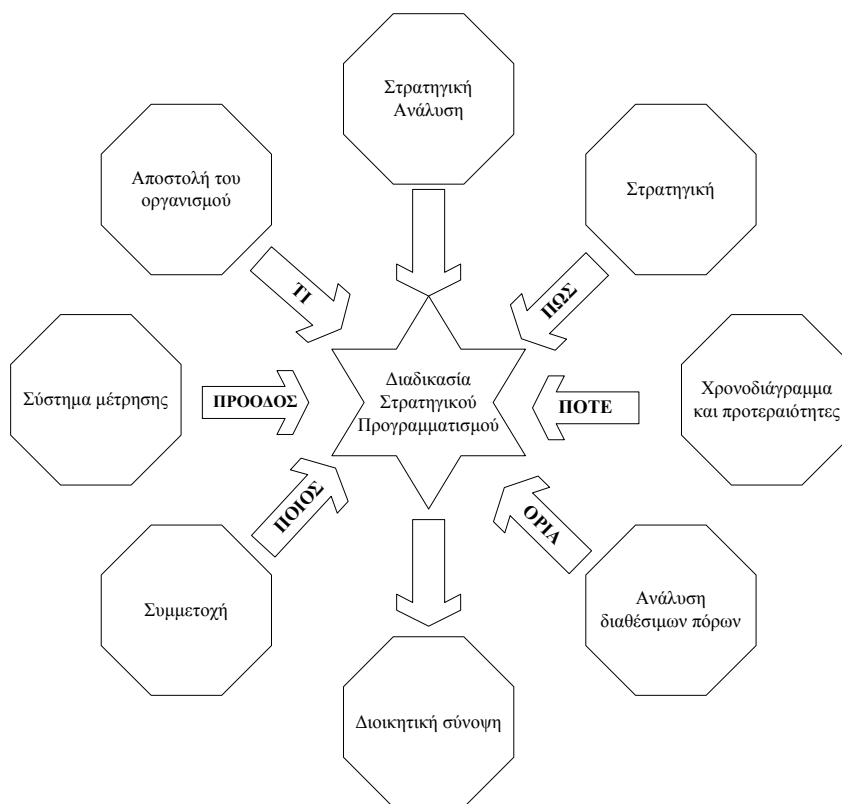 Στρατηγική
Ανάλυση
Αποστολή του
οργανισμού
Στρατηγική
ΤΙ
ΠΩΣ
Σύστημα μέτρησης
ΠΡΟΟΔΟΣ
Διαδικασία
Στρατηγικού
Προγραμματισμού
ΠΟΤΕ
Χρονοδιάγραμμα
και προτεραιότητες
ΠΟΙΟΣ
ΟΡΙΑ
Συμμετοχή
Ανάλυση
διαθέσιμων πόρων
Διοικητική σύνοψη